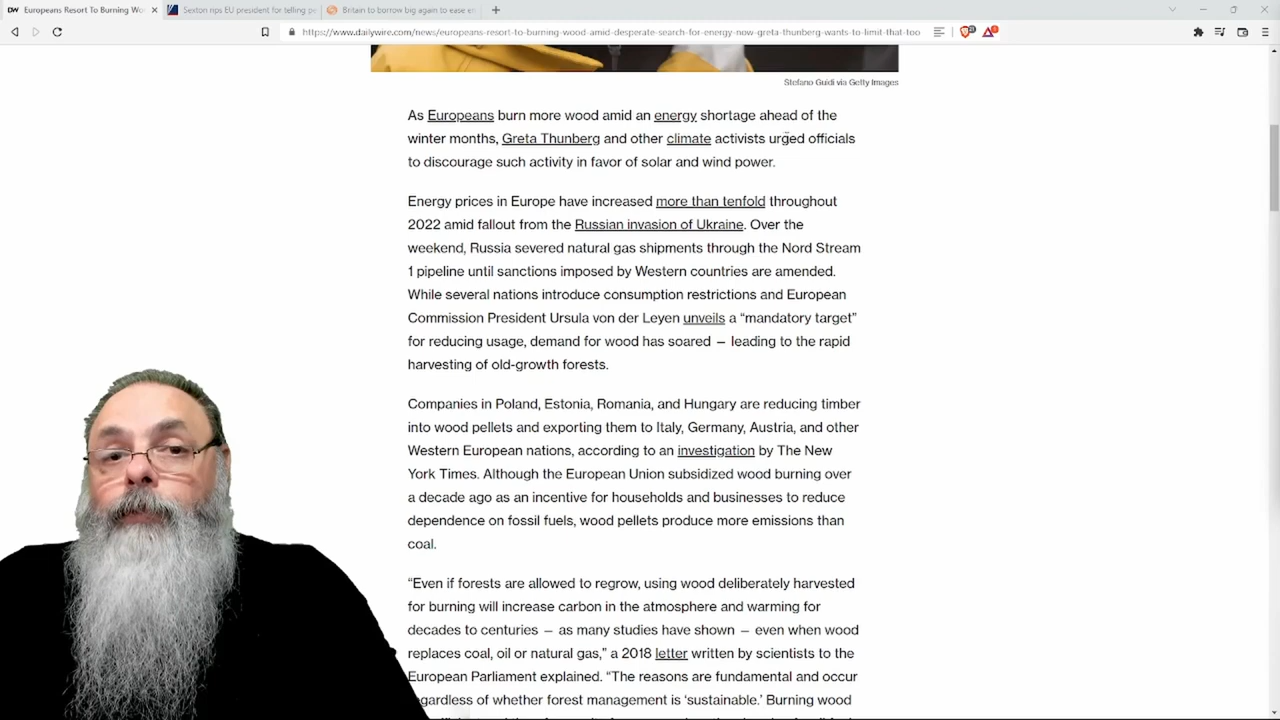 Europeans Resort To Burning Wo
Sexton rips EU president for telling pe
Britain to borrow big again to ease e
https://www.dailywire.com/news/europeans-resort-to-burning-wood-amid-desperate-search-for-energy-now-greta-thunberg-wants-to-limit-that-too
Stefano Guidi via Getty Images
As Europeans burn more wood amid an energy shortage ahead of the
winter months, Greta Thunberg and other climate activists urged officials
to discourage such activity in favor of solar and wind power.
Energy prices in Europe have increased more than tenfold throughout
2022 amid fallout from the Russian invasion of Ukraine. Over the
weekend, Russia severed natural gas shipments through the Nord Stream
1 pipeline until sanctions imposed by Western countries are amended.
While several nations introduce consumption restrictions and European
Commission President Ursula von der Leyen unveils a “mandatory target”
for reducing usage, demand for wood has soared — leading to the rapid
harvesting of old-growth forests.
Companies in Poland, Estonia, Romania, and Hungary are reducing timber
into wood pellets and exporting them to Italy, Germany, Austria, and other
Western European nations, according to an investigation by The New
York Times. Although the European Union subsidized wood burning over
a decade ago as an incentive for households and businesses to reduce
dependence on fossil fuels, wood pellets produce more emissions than
coal.
“Even if forests are allowed to regrow, using wood deliberately harvested
for burning will increase carbon in the atmosphere and warming for
decades to centuries — as many studies have shown — even when wood
replaces coal, oil or natural gas,” a 2018 letter written by scientists to the
European Parliament explained. “The reasons are fundamental and occur
regardless of whether forest management is ‘sustainable.’ Burning wood